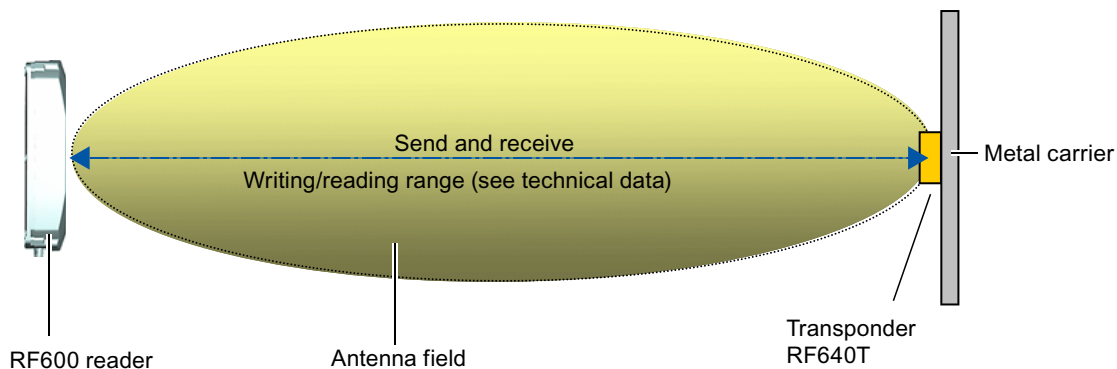 Send and receive
Writing/reading range (see technical data)
Metal carrier
RF600 reader
Antenna field
Transponder
RF640T